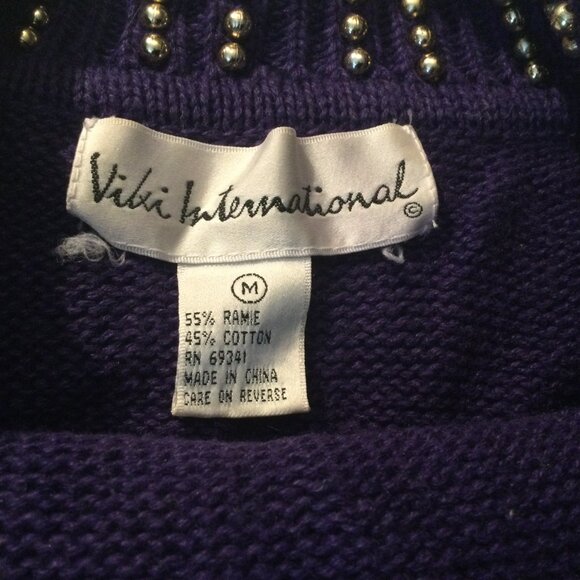 Viki International ©
M
55% RAMIE
45% COTTON
RN 69341
MADE IN CHINA
CARE ON REVERSE